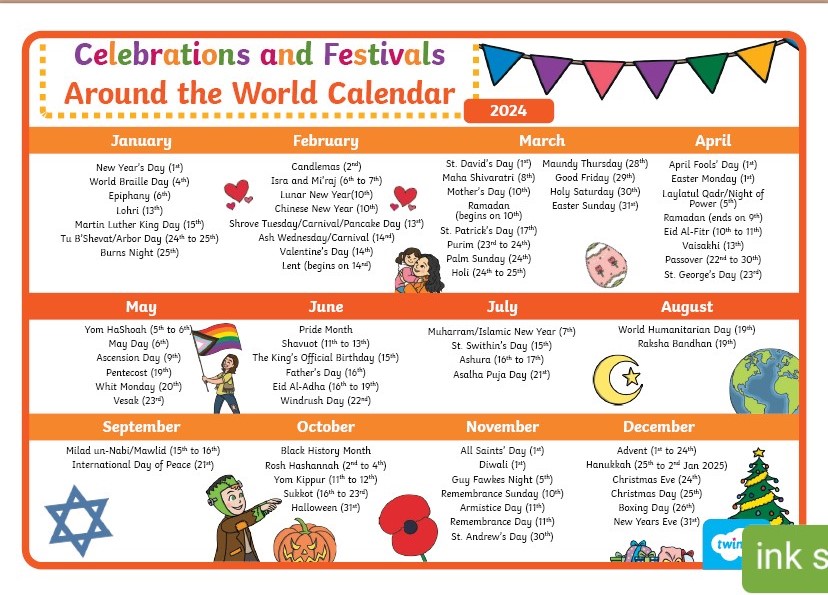 Celebrations and Festivals
Around the World Calendar
2024
January
New Year's Day (1st)
World Braille Day (4th)
Epiphany (6th)
Lohri (13th)
Martin Luther King Day (15th)
Tu B'Shevat/Arbor Day (24th to 25th)
Burns Night (25th)
February
Candlemas (2nd)
Isra and Mi'raj (6th to 7th)
Lunar New Year(10th)
Chinese New Year (10th)
Shrove Tuesday/Carnival/Pancake Day (13th)
Ash Wednesday/Carnival (14th)
Valentine's Day (14th)
Lent (begins on 14th)
March
St. David's Day (1st)
Maha Shivaratri (8th)
Mother's Day (10th)
Ramadan
(begins on 10th)
St. Patrick's Day (17th)
Purim (23rd to 24th)
Palm Sunday (24th)
Holi (24th to 25th)
Maundy Thursday (28th)
Good Friday (29th)
Holy Saturday (30th)
Easter Sunday (31st)
April
April Fools' Day (1st)
Easter Monday (1st)
Laylatul Qadr/Night of
Power (5th)
Ramadan (ends on 9th)
Eid Al-Fitr (10th to 11th)
Vaisakhi (13th)
Passover (22nd to 30th)
St. George's Day (23rd)
May
Yom HaShoah (5th to 6th)
May Day (6th)
Ascension Day (9th)
Pentecost (19th)
Whit Monday (20th)
Vesak (23rd)
June
Pride Month
Shavuot (11th to 13th)
The King's Official Birthday (15th)
Father's Day (16th)
Eid Al-Adha (16th to 19th)
Windrush Day (22nd)
July
Muharram/Islamic New Year (7th)
St. Swithin's Day (15th)
Ashura (16th to 17th)
Asalha Puja Day (21st)
August
World Humanitarian Day (19th)
Raksha Bandhan (19th)
September
Milad un-Nabi/Mawlid (15th to 16th)
International Day of Peace (21st)
October
Black History Month
Rosh Hashannah (2nd to 4th)
Yom Kippur (11th to 12th)
Sukkot (16th to 23rd)
Halloween (31st)
November
All Saints' Day (1st)
Diwali (1st)
Guy Fawkes Night (5th)
Remembrance Sunday (10th)
Armistice Day (11th)
Remembrance Day (11th)
St. Andrew's Day (30th)
December
Advent (1st to 24th)
Hanukkah (25th to 2nd Jan 2025)
Christmas Eve (24th)
Christmas Day (25th)
Boxing Day (26th)
New Years Eve (31st)
twin
ink s